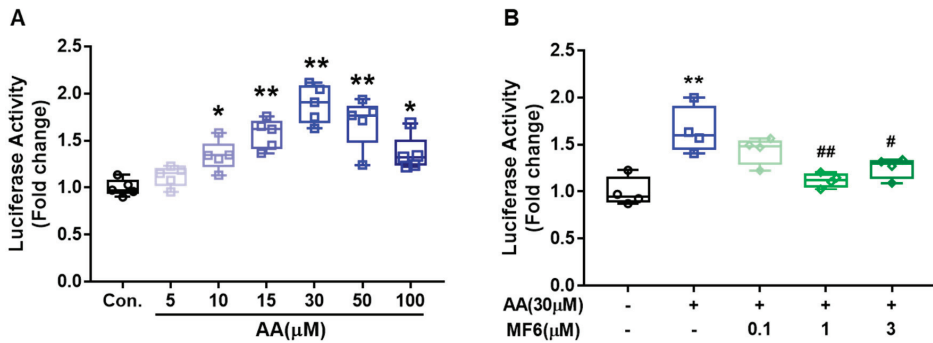 A
Luciferase Activity
(Fold change)
2.5
2.0
1.5
1.0
0.5
0.0
*
**
**
**
*
Con. 5 10 15 30 50 100
AA(μM)
B
Luciferase Activity
(Fold change)
2.5
2.0
1.5
1.0
0.5
0.0
**
##
#
AA(30μM) - + + + +
MF6(μM) - - 0.1 1 3